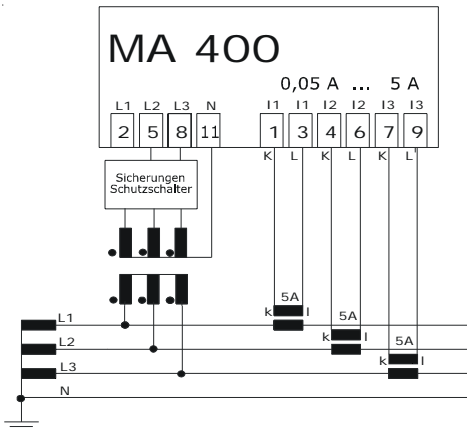 MA 400
0,05 A ... 5 A
L1 L2 L3 N I1 I1 I2 I2 I3 I3
2 5 8 11 1 3 4 6 7 9
K L K L K L'
Sicherungen
Schutzschalter
5A
k l
L1
5A
k l
L2
5A
k l
L3
N